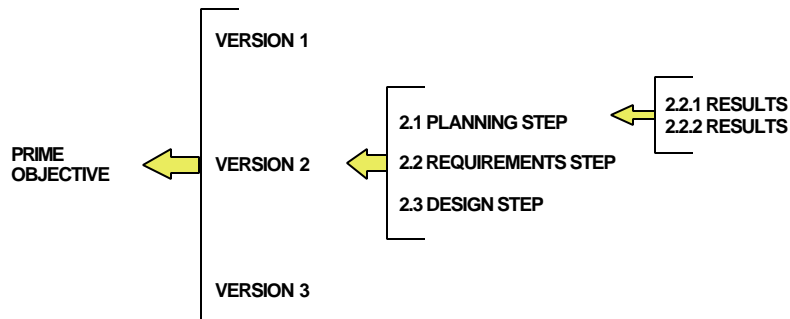 PRIME
OBJECTIVE
VERSION 1
VERSION 2
VERSION 3
2.1 PLANNING STEP
2.2 REQUIREMENTS STEP
2.3 DESIGN STEP
2.2.1 RESULTS
2.2.2 RESULTS